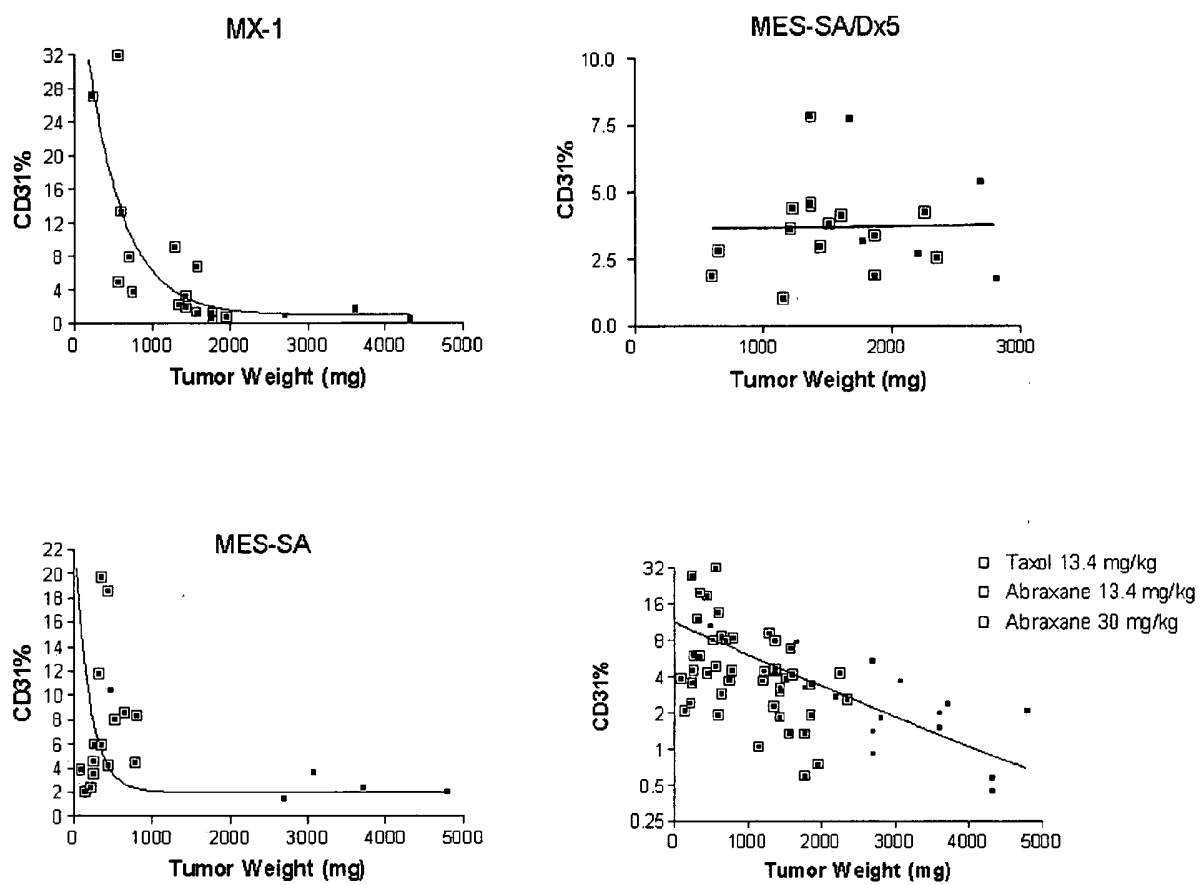 MX-1
32
28
24
20
16
12
8
4
0
CD31%
0 1000 2000 3000 4000 5000
Tumor Weight (mg)
MES-SA/Dx5
10.0
7.5
5.0
2.5
0.0
CD31%
0 1000 2000 3000
Tumor Weight (mg)
MES-SA
22
20
18
16
14
12
10
8
6
4
2
0
CD31%
0 1000 2000 3000 4000 5000
Tumor Weight (mg)
32
16
8
4
2
1
0.5
0.25
CD31%
0 1000 2000 3000 4000 5000
Tumor Weight (mg)
Taxol 13.4 mg/kg
Abraxane 13.4 mg/kg
Abraxane 30 mg/kg